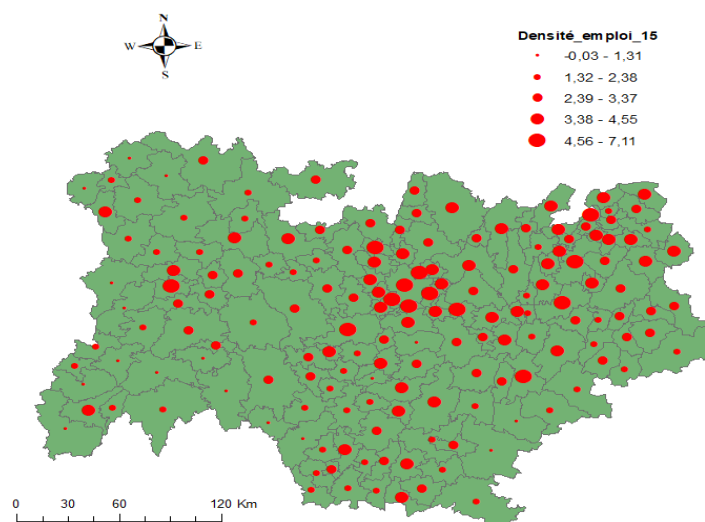 N
W E
S
Densité_emploi_15
-0,03 - 1,31
1,32 - 2,38
2,39 - 3,37
3,38 - 4,55
4,56 - 7,11
0 30 60 120 Km